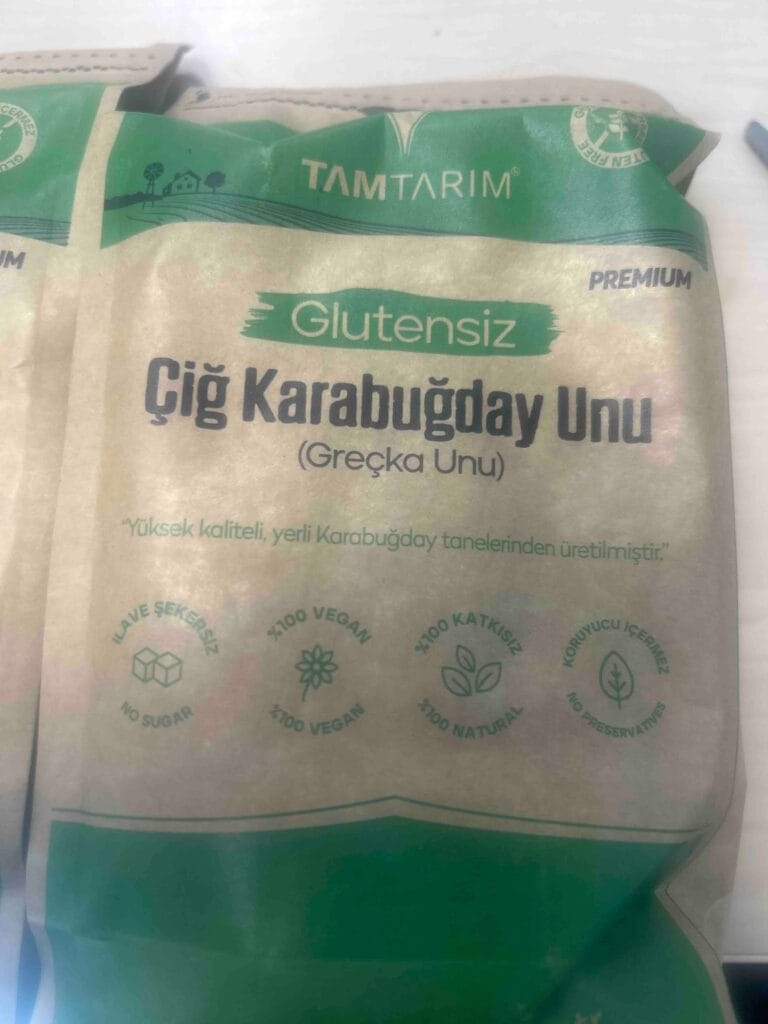 TAMTARIM®
PREMIUM
Glutensiz
Çiğ Karabuğday Unu
(Greçka Unu)
"Yüksek kaliteli, yerli Karabuğday tanelerinden üretilmiştir."
İLAVE ŞEKERSİZ
NO SUGAR
%100 VEGAN
%100 VEGAN
%100 KATKISIZ
%100 NATURAL
KORUYUCU İÇERMEZ
NO PRESERVATIVES